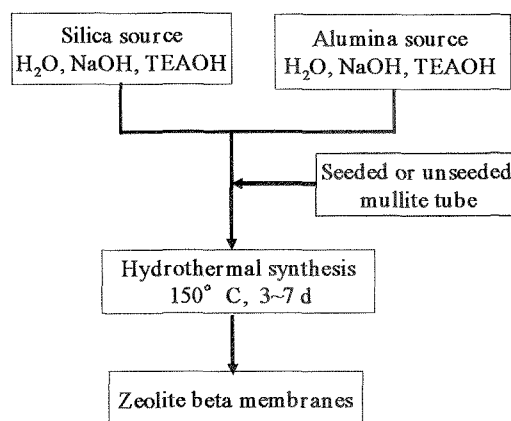 Silica source
H₂O, NaOH, TEAOH
Alumina source
H₂O, NaOH, TEAOH
Seeded or unseeded
mullite tube
Hydrothermal synthesis
150° C, 3~7 d
Zeolite beta membranes